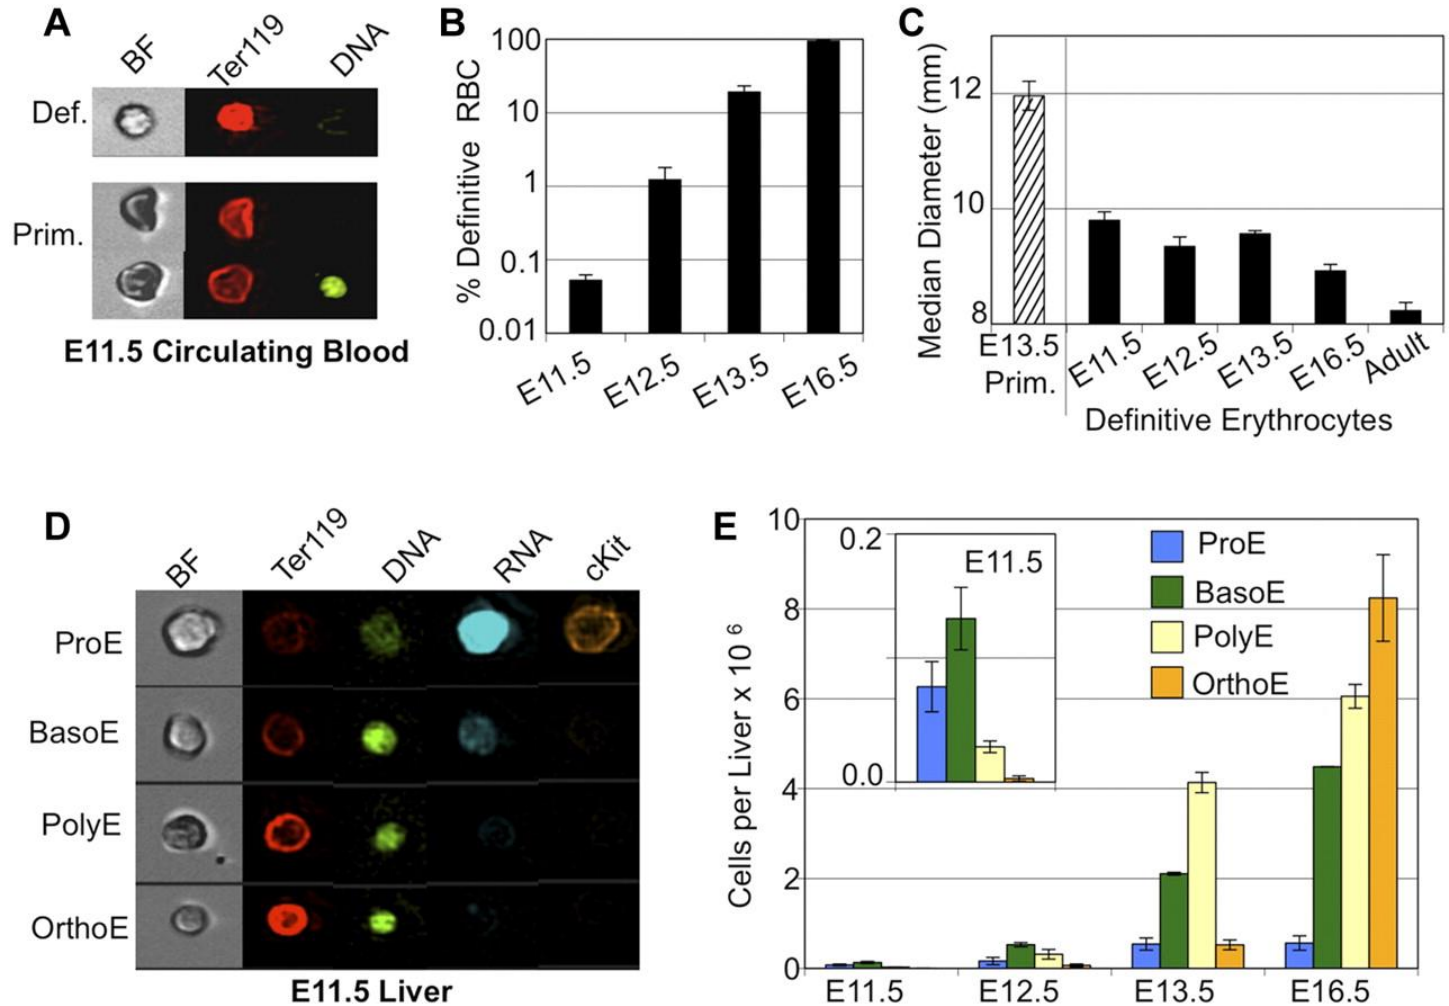 A
BF
Ter119
DNA
Def.
Prim.
E11.5 Circulating Blood
B
% Definitive RBC
100
10
1
0.1
0.01
E11.5
E12.5
E13.5
E16.5
C
Median Diameter (mm)
12
10
8
E13.5
Prim.
E11.5
E12.5
E13.5
E16.5
Adult
Definitive Erythrocytes
D
BF
Ter119
DNA
RNA
cKit
ProE
BasoE
PolyE
OrthoE
E11.5 Liver
E
Cells per Liver x 10 6
10
8
6
4
2
0
0.2
0.0
E11.5
ProE
BasoE
PolyE
OrthoE
E11.5
E12.5
E13.5
E16.5